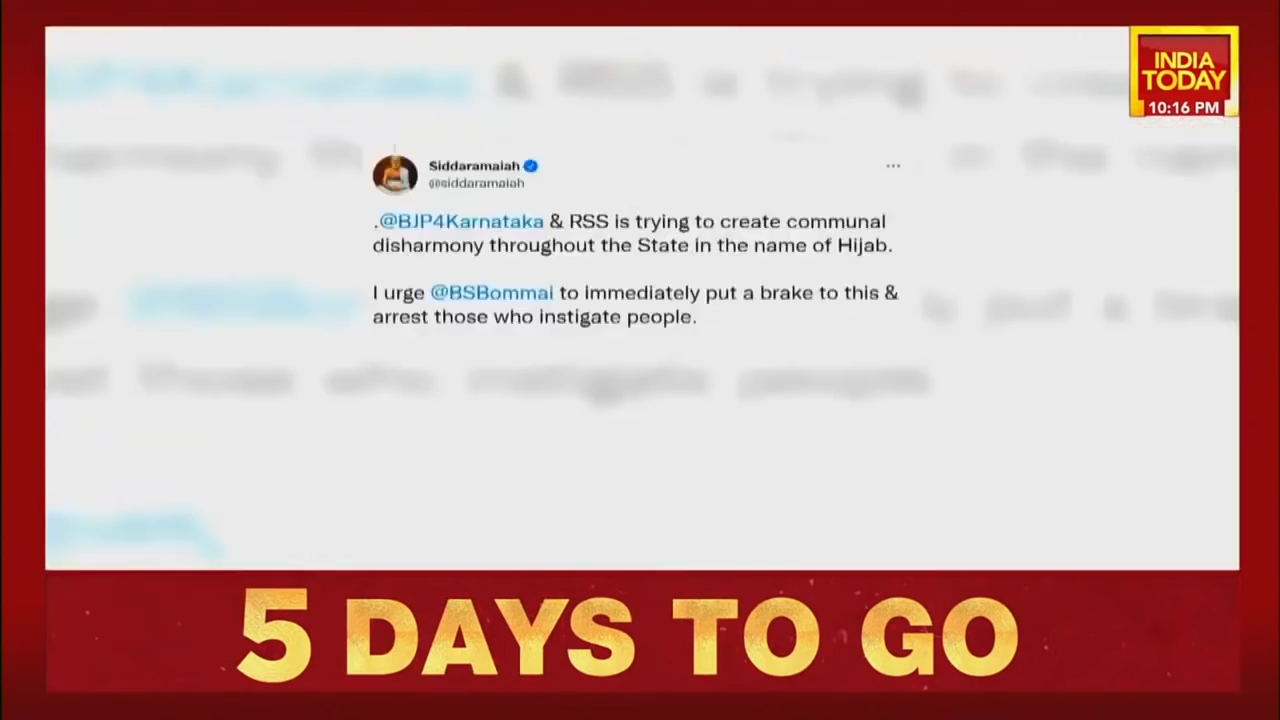 INDIA
TODAY
10:16 PM
Siddaramaiah
@siddaramaiah
.@BJP4Karnataka & RSS is trying to create communal
disharmony throughout the State in the name of Hijab.
I urge @BSBommai to immediately put a brake to this &
arrest those who instigate people.
5 DAYS TO GO